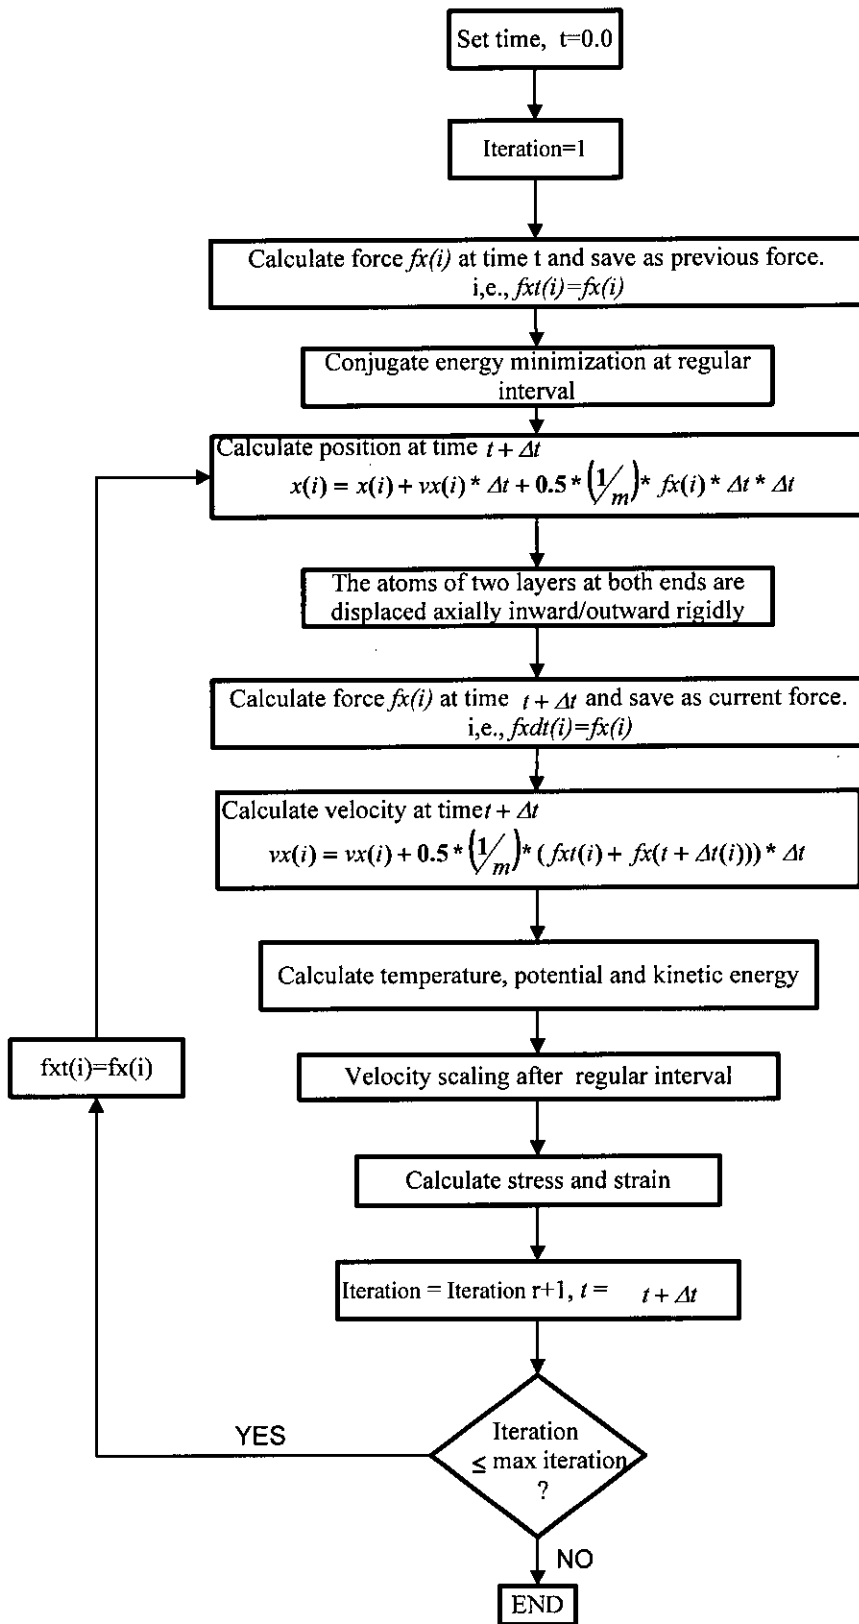 Set time, t=0.0
Iteration=1
Calculate force fx(i) at time t and save as previous force.
i,e., fxt(i)=fx(i)
Conjugate energy minimization at regular
interval
Calculate position at time t + Δt
x(i) = x(i) + vx(i) * Δt + 0.5 * (1/m) * fx(i) * Δt * Δt
The atoms of two layers at both ends are
displaced axially inward/outward rigidly
Calculate force fx(i) at time t + Δt and save as current force.
i,e., fxdt(i)=fx(i)
Calculate velocity at time t + Δt
vx(i) = vx(i) + 0.5 * (1/m) * (fxt(i) + fx(t + Δt(i))) * Δt
Calculate temperature, potential and kinetic energy
fxt(i)=fx(i)
Velocity scaling after regular interval
Calculate stress and strain
Iteration = Iteration r+1, t = t + Δt
YES
Iteration
≤ max iteration
?
NO
END